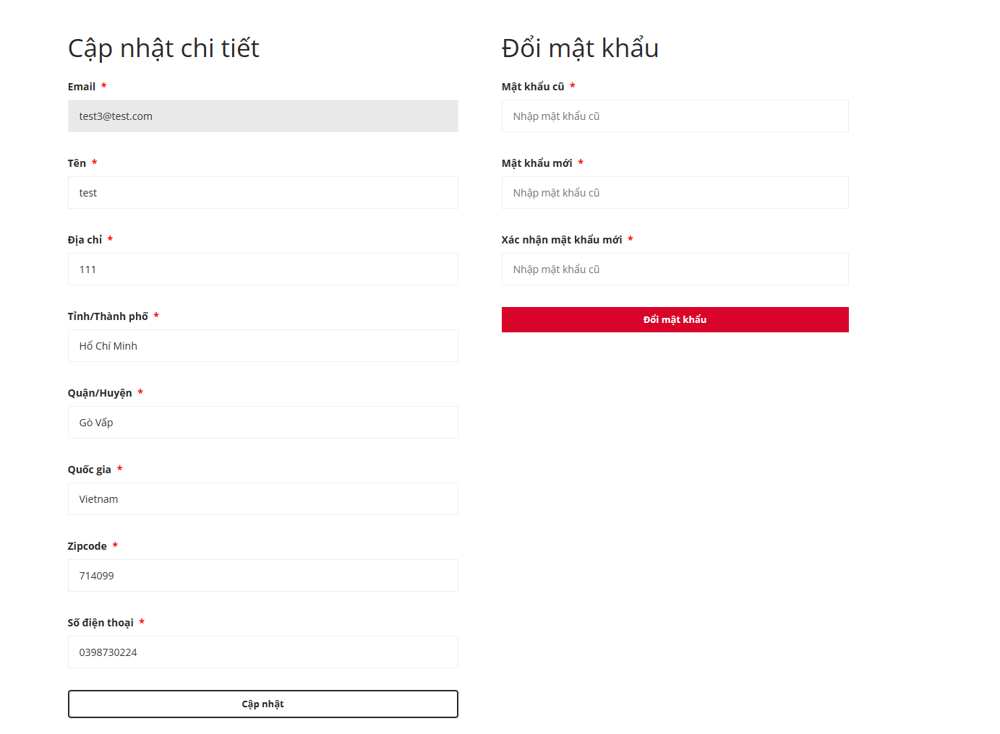 Cập nhật chi tiết
Email *
test3@test.com
Tên *
test
Địa chỉ *
111
Tỉnh/Thành phố *
Hồ Chí Minh
Quận/Huyện *
Gò Vấp
Quốc gia *
Vietnam
Zipcode *
714099
Số điện thoại *
0398730224
Cập nhật
Đổi mật khẩu
Mật khẩu cũ *
Nhập mật khẩu cũ
Mật khẩu mới *
Nhập mật khẩu cũ
Xác nhận mật khẩu mới *
Nhập mật khẩu cũ
Đổi mật khẩu